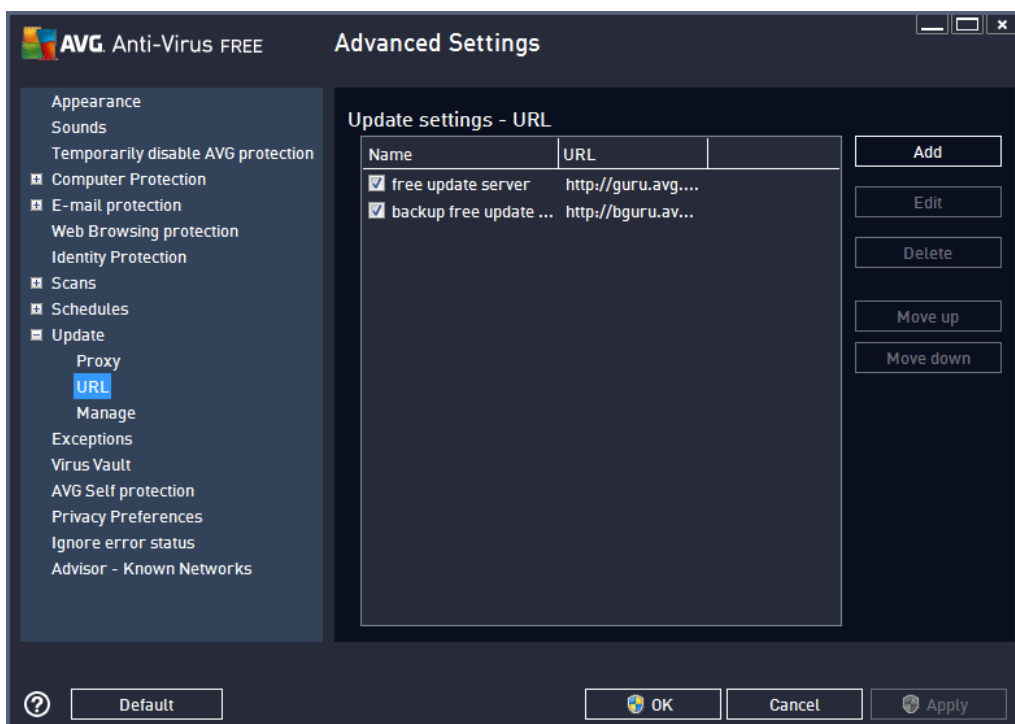 AVG. Anti-Virus FREE
Advanced Settings
Appearance
Sounds
Temporarily disable AVG protection
Computer Protection
E-mail protection
Web Browsing protection
Identity Protection
Scans
Schedules
Update
Proxy
URL
Manage
Exceptions
Virus Vault
AVG Self protection
Privacy Preferences
Ignore error status
Advisor - Known Networks
Update settings - URL
Name URL
free update server http://guru.avg....
backup free update ... http://bguru.av...
Add
Edit
Delete
Move up
Move down
Default
OK
Cancel
Apply